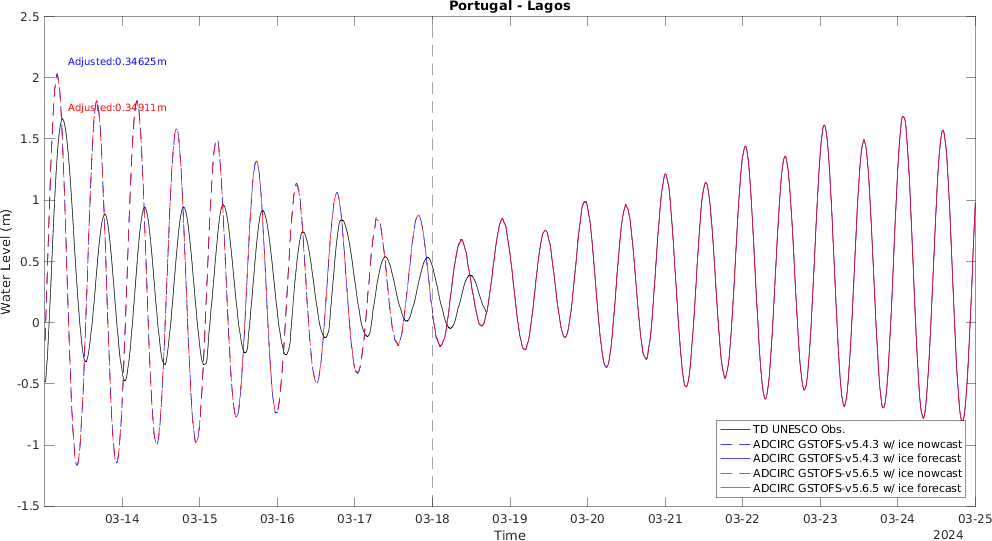 Portugal - Lagos
Adjusted:0.34625m
Adjusted:0.34911m
Water Level (m)
2.5
2
1.5
1
0.5
0
-0.5
-1
-1.5
TD UNESCO Obs.
ADCIRC GSTOFS-v5.4.3 w/ ice nowcast
ADCIRC GSTOFS-v5.4.3 w/ ice forecast
ADCIRC GSTOFS-v5.6.5 w/ ice nowcast
ADCIRC GSTOFS-v5.6.5 w/ ice forecast
03-14 03-15 03-16 03-17 03-18 03-19 03-20 03-21 03-22 03-23 03-24 03-25
Time
2024